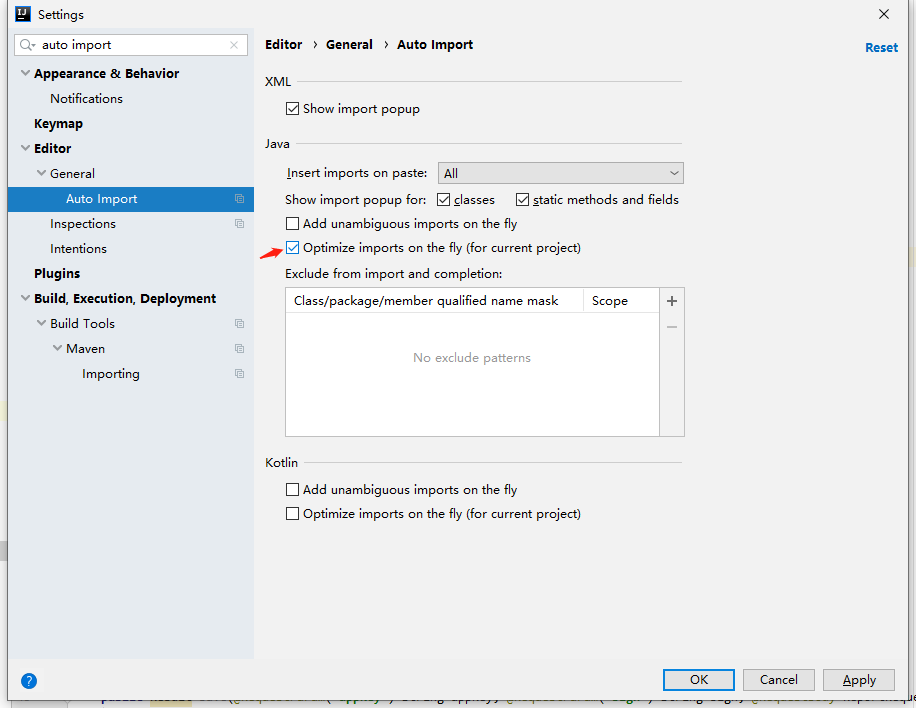 Settings
auto import
Editor › General › Auto Import
Reset
Appearance & Behavior
Notifications
Keymap
Editor
General
Auto Import
Inspections
Intentions
Plugins
Build, Execution, Deployment
Build Tools
Maven
Importing
XML
Show import popup
Java
Insert imports on paste: All
Show import popup for: classes static methods and fields
Add unambiguous imports on the fly
Optimize imports on the fly (for current project)
Exclude from import and completion:
Class/package/member qualified name mask Scope
No exclude patterns
Kotlin
Add unambiguous imports on the fly
Optimize imports on the fly (for current project)
? OK Cancel Apply